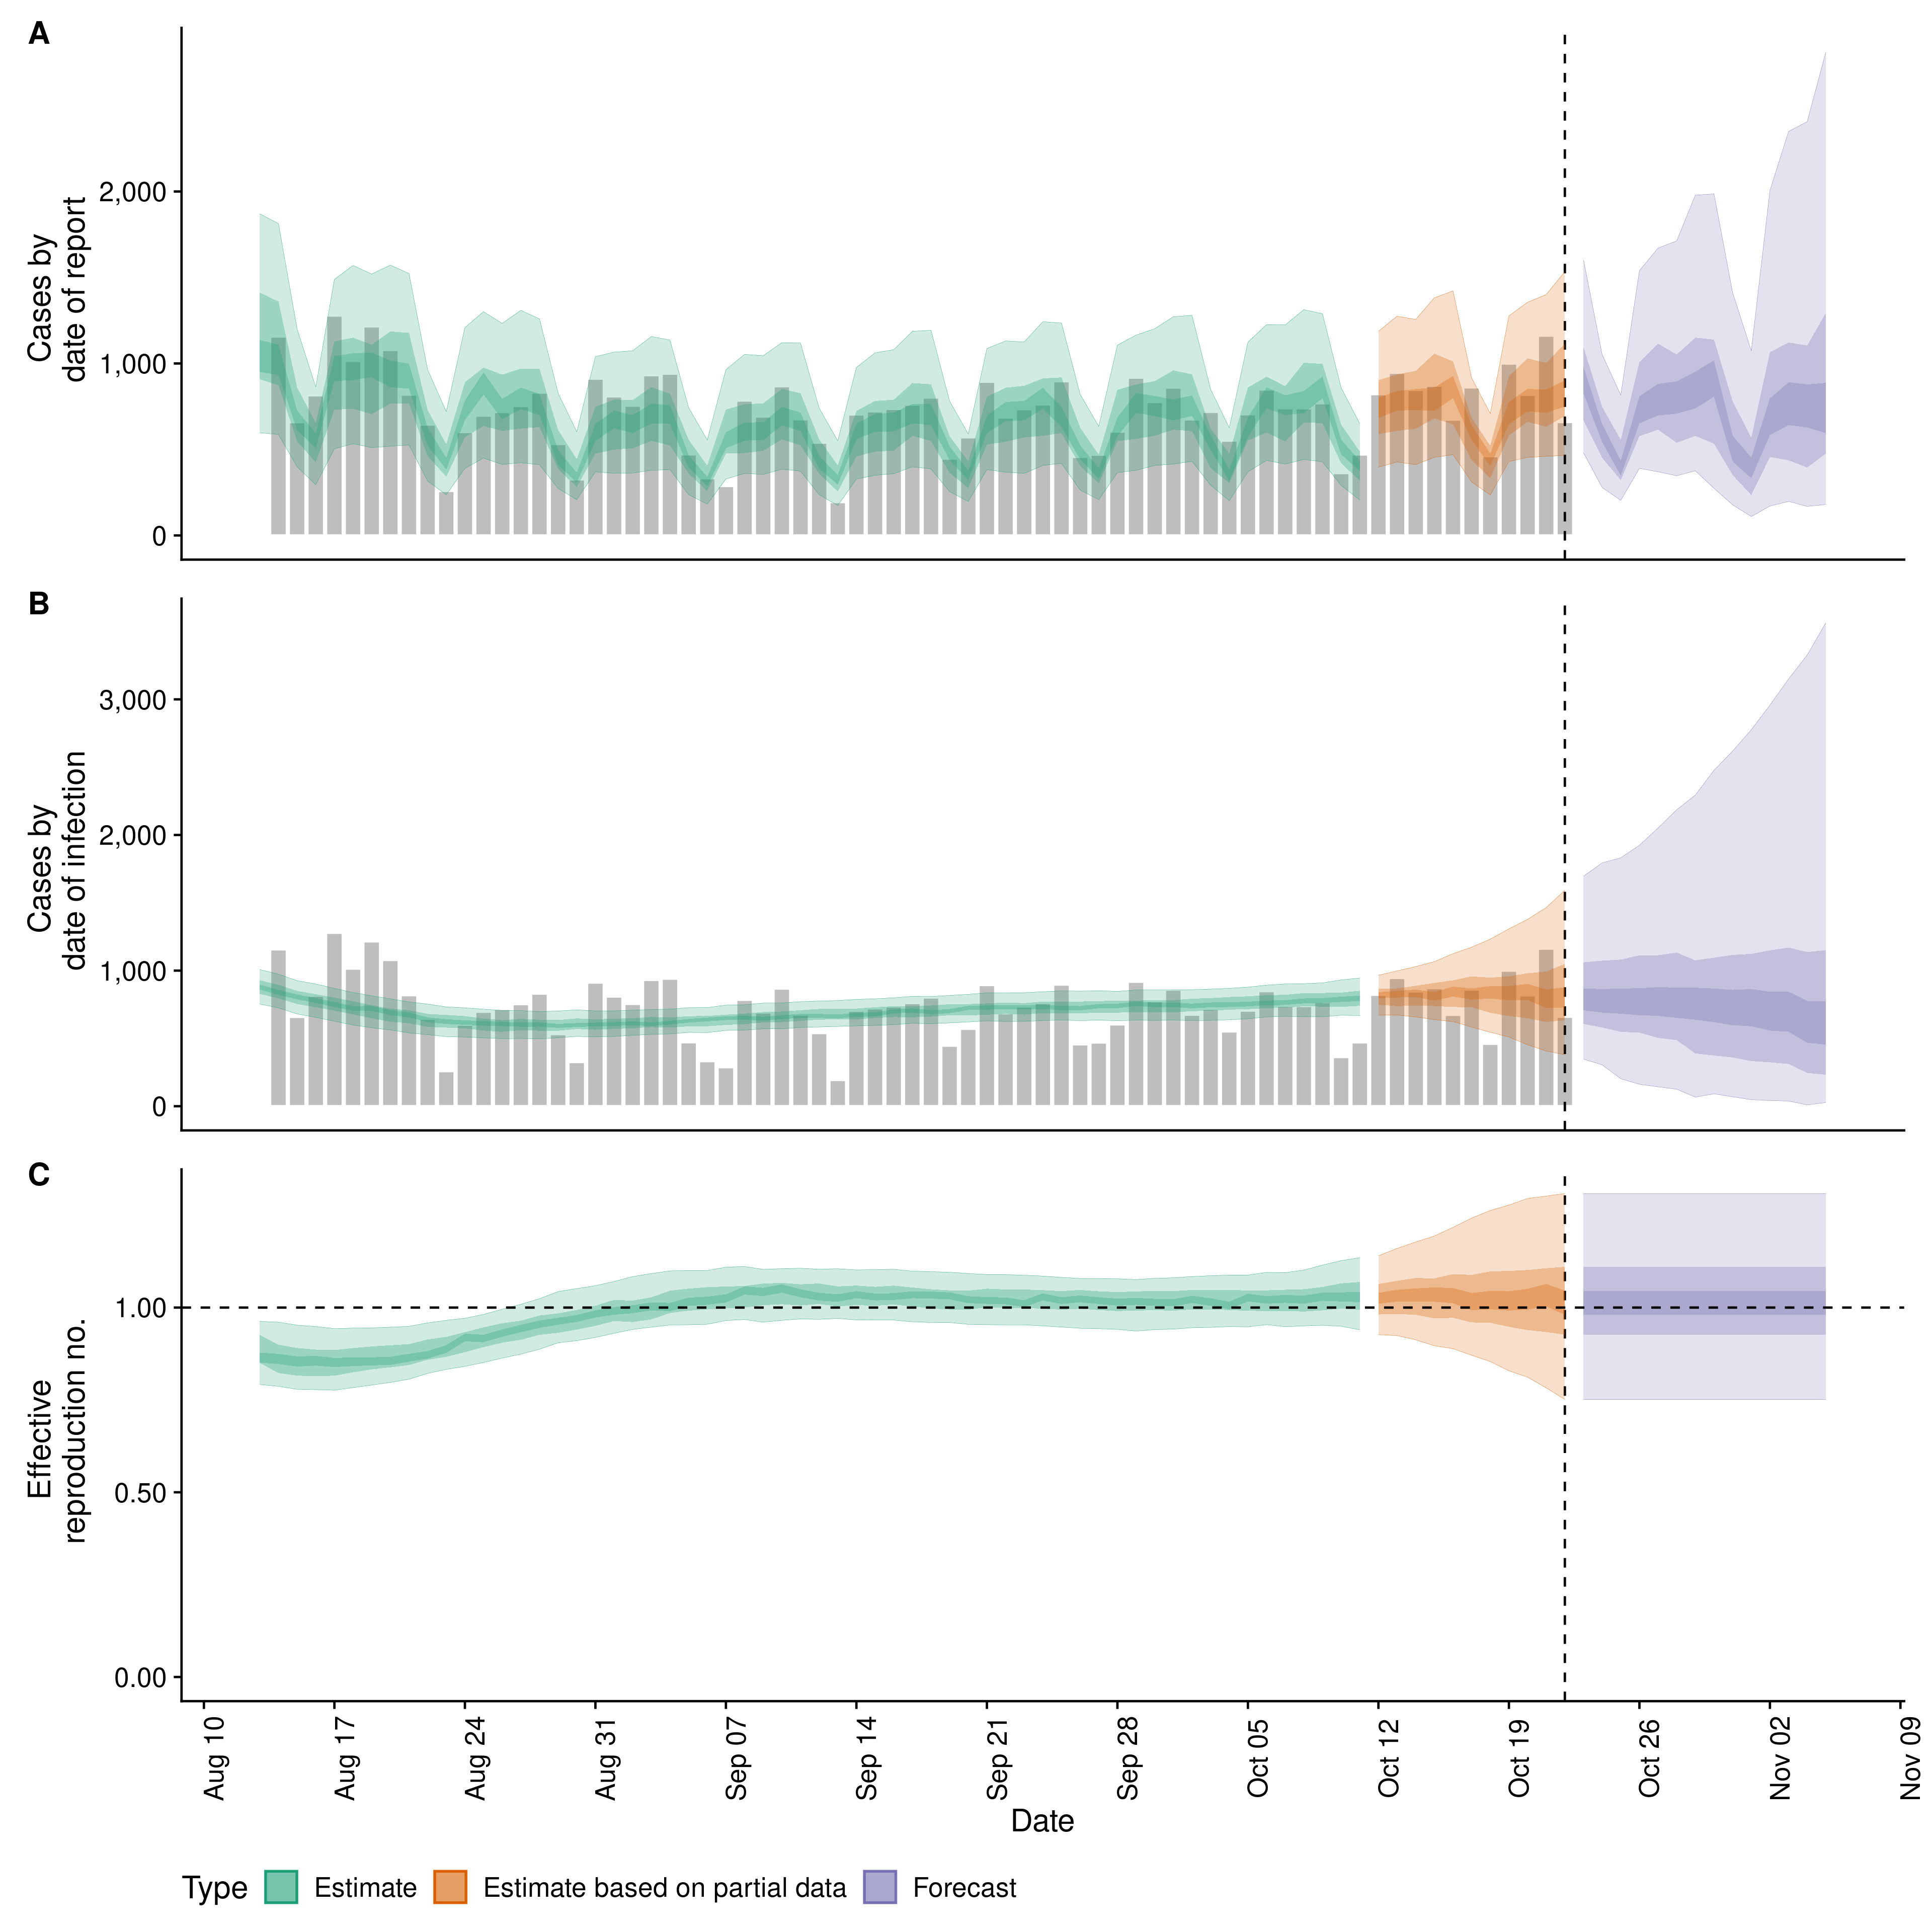 A
Cases by
date of report
2,000
1,000
0
B
Cases by
date of infection
3,000
2,000
1,000
0
C
Effective
reproduction no.
1.00
0.50
0.00
Aug 10
Aug 17
Aug 24
Aug 31
Sep 07
Sep 14
Sep 21
Sep 28
Oct 05
Oct 12
Oct 19
Oct 26
Nov 02
Nov 09
Date
Type Estimate Estimate based on partial data Forecast